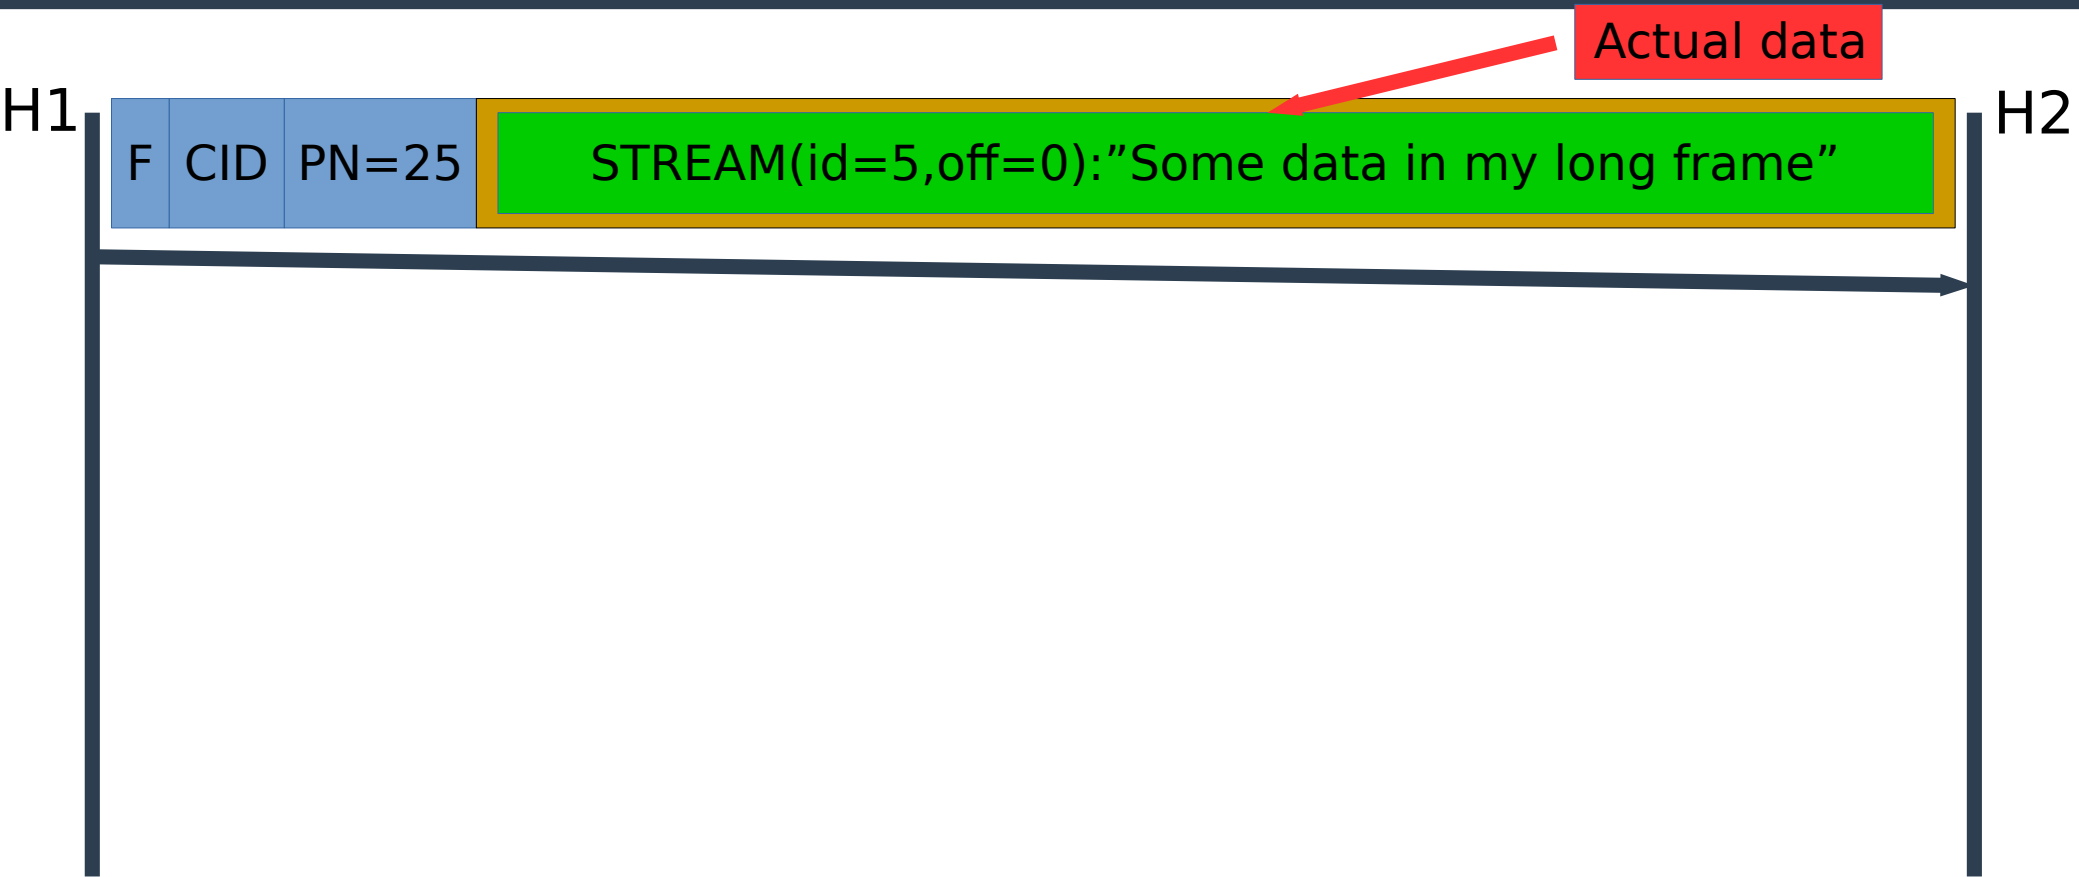 Actual data
H1
F CID PN=25 STREAM(id=5,off=0):”Some data in my long frame”
H2